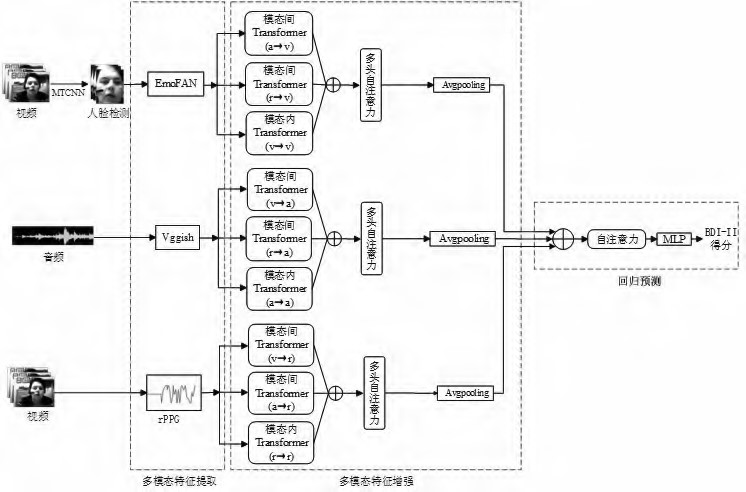 模态间
Transformer
(a→v)
模态间
Transformer
(r→v)
模态内
Transformer
(v→v)
视频
MTCNN
人脸检测
EmoFAN
多头自注意力
Avgpooling
模态间
Transformer
(v→a)
模态间
Transformer
(r→a)
模态内
Transformer
(a→a)
音频
Vggish
多头自注意力
Avgpooling
自注意力
MLP
BDI-II
得分
回归预测
模态间
Transformer
(v→r)
模态间
Transformer
(a→r)
模态内
Transformer
(r→r)
视频
rPPG
多头自注意力
Avgpooling
多模态特征提取
多模态特征增强